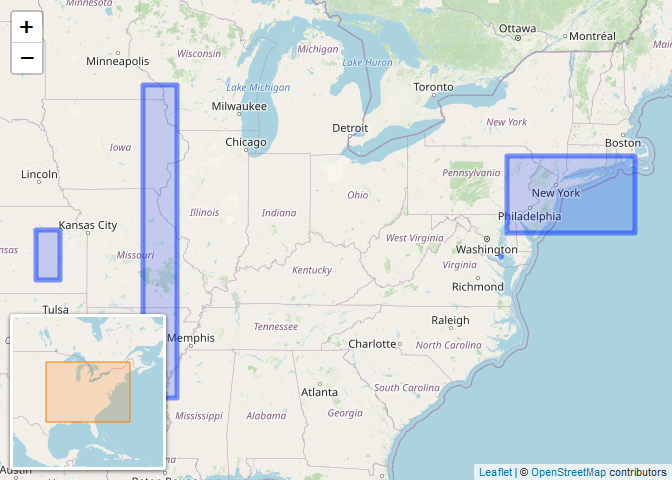 Minnesota
Ottawa
Montréal
+
Minneapolis
Wisconsin
Michigan
Lake Huron
Main
−
Lake Michigan
Toronto
Milwaukee
New York
Detroit
Boston
Iowa
Chicago
Lincoln
Pennsylvania
New York
Ohio
Illinois
Indiana
Philadelphia
Kansas City
nsas
Missouri
West Virginia
Washington
Kentucky
Virginia
Richmond
Tulsa
Raleigh
Tennessee
Memphis
Charlotte
North Carolina
South Carolina
Atlanta
Mississippi
Alabama
Georgia
Austin
Leaflet | © OpenStreetMap contributors